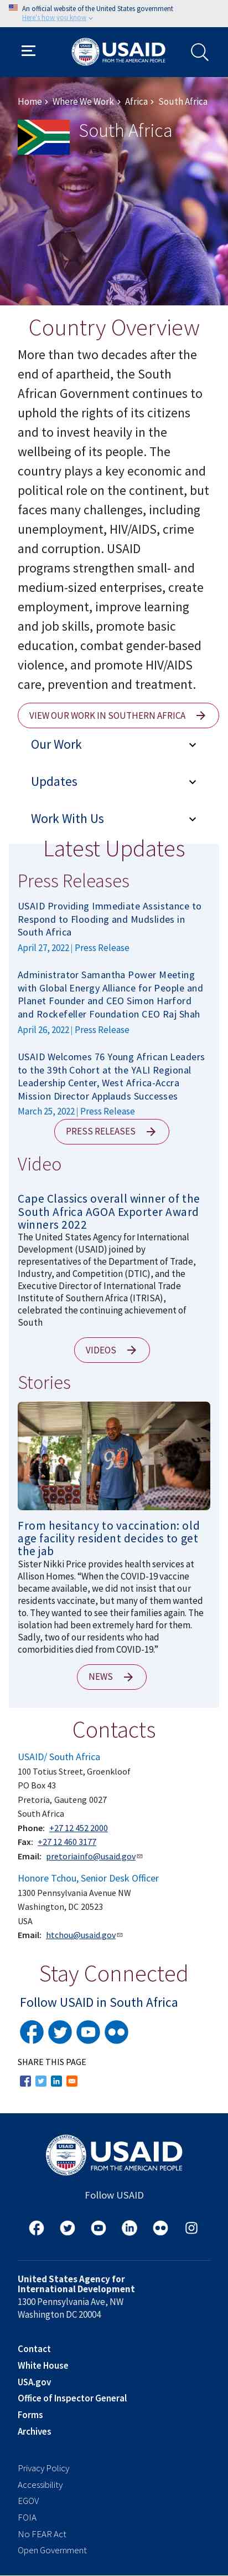 An official website of the United States government
Here's how you know
USAID
FROM THE AMERICAN PEOPLE
Home > Where We Work > Africa > South Africa
South Africa
Country Overview
More than two decades after the
end of apartheid, the South
African Government continues to
uphold the rights of its citizens
and to invest heavily in the
wellbeing of its people. The
country plays a key economic and
political role on the continent, but
faces many challenges, including
unemployment, HIV/AIDS, crime
and corruption. USAID
programs strengthen small- and
medium-sized enterprises, create
employment, improve learning
and job skills, promote basic
education, combat gender-based
violence, and promote HIV/AIDS
care, prevention and treatment.
VIEW OUR WORK IN SOUTHERN AFRICA
Our Work
Updates
Work With Us
Latest Updates
Press Releases
USAID Providing Immediate Assistance to
Respond to Flooding and Mudslides in
South Africa
April 27, 2022 | Press Release
Administrator Samantha Power Meeting
with Global Energy Alliance for People and
Planet Founder and CEO Simon Harford
and Rockefeller Foundation CEO Raj Shah
April 26, 2022 | Press Release
USAID Welcomes 76 Young African Leaders
to the 39th Cohort at the YALI Regional
Leadership Center, West Africa-Accra
Mission Director Applauds Successes
March 25, 2022 | Press Release
PRESS RELEASES
Video
Cape Classics overall winner of the
South Africa AGOA Exporter Award
winners 2022
The United States Agency for International
Development (USAID) joined by
representatives of the Department of Trade,
Industry, and Competition (DTIC), and the
Executive Director of International Trade
Institute of Southern Africa (ITRISA),
celebrated the continuing achievement of
South
VIDEOS
Stories
From hesitancy to vaccination: old
age facility resident decides to get
the jab
Sister Nikki Price provides health services at
Allison Homes. “When the COVID-19 vaccine
became available, we did not insist that our
residents vaccinate, but many of them wanted
to. They wanted to see their families again. The
isolation had been extremely hard for them.
Sadly, two of our residents who had
comorbidities died from COVID-19.”
NEWS
Contacts
USAID/ South Africa
100 Totius Street, Groenkloof
PO Box 43
Pretoria, Gauteng 0027
South Africa
Phone: +27 12 452 2000
Fax: +27 12 460 3177
Email: pretoriainfo@usaid.gov
Honore Tchou, Senior Desk Officer
1300 Pennsylvania Avenue NW
Washington, DC 20523
USA
Email: htchou@usaid.gov
Stay Connected
Follow USAID in South Africa
SHARE THIS PAGE
USAID
FROM THE AMERICAN PEOPLE
Follow USAID
United States Agency for
International Development
1300 Pennsylvania Ave, NW
Washington DC 20004
Contact
White House
USA.gov
Office of Inspector General
Forms
Archives
Privacy Policy
Accessibility
EGOV
FOIA
No FEAR Act
Open Government